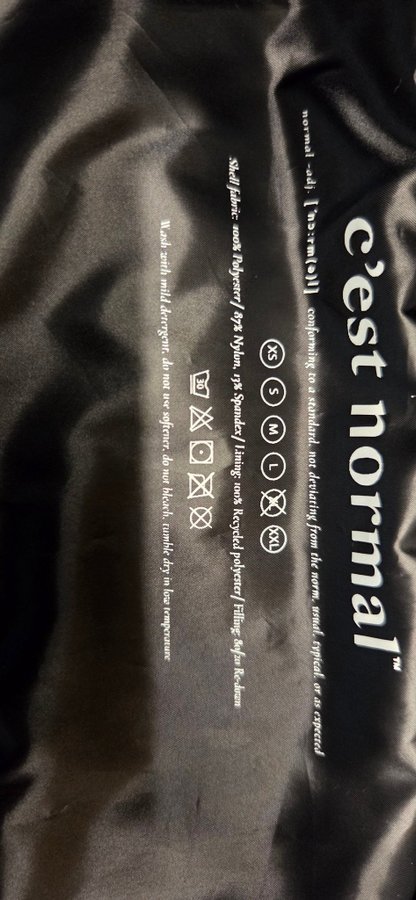 c'est normal™
normal -adj. ['nɔ:rm(ə)l] conforming to a standard, not deviating from the norm, usual, typical, or as expected
XS S M L XL XXL
Shell fabric: 100% Polyester/ 87% Nylon, 13% Spandex/ Lining: 100% Recycled polyester/ Filling: 80/20 Re-down
30
Wash with mild detergent, do not use softener, do not bleach, tumble dry in low temperature